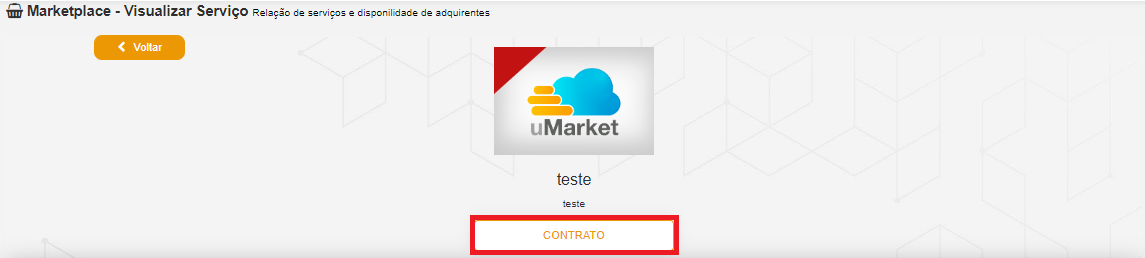 Marketplace - Visualizar Serviço Relação de serviços e disponilidade de adquirentes
Voltar
uMarket
teste
teste
CONTRATO